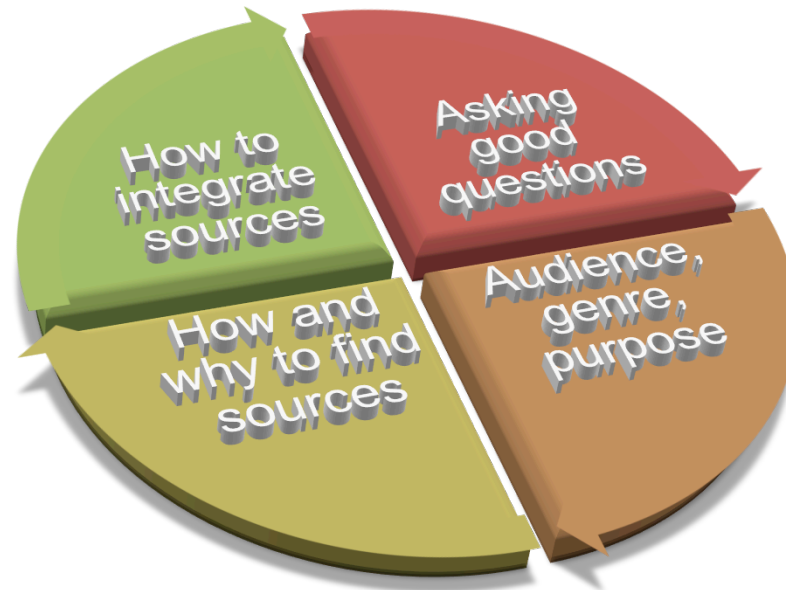 How to
integrate
sources
Asking
good
questions
Audience,
genre,
purpose
How and
why to find
sources